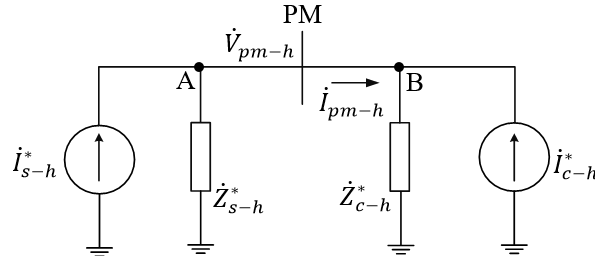 PM
V̇pm−h
A
B
İpm−h
İ*s−h
Ż*s−h
Ż*c−h
İ*c−h